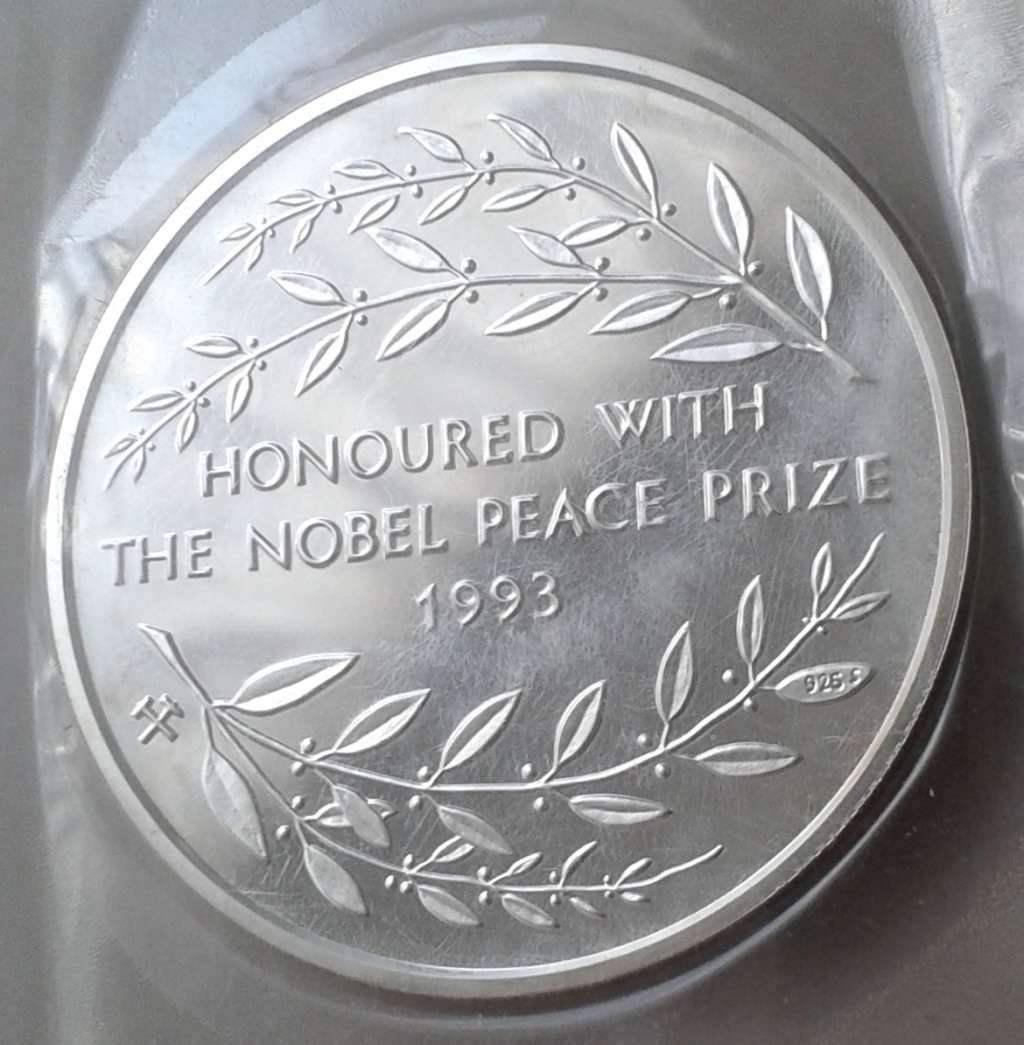 HONOURED WITH
THE NOBEL PEACE PRIZE
1993
925 S